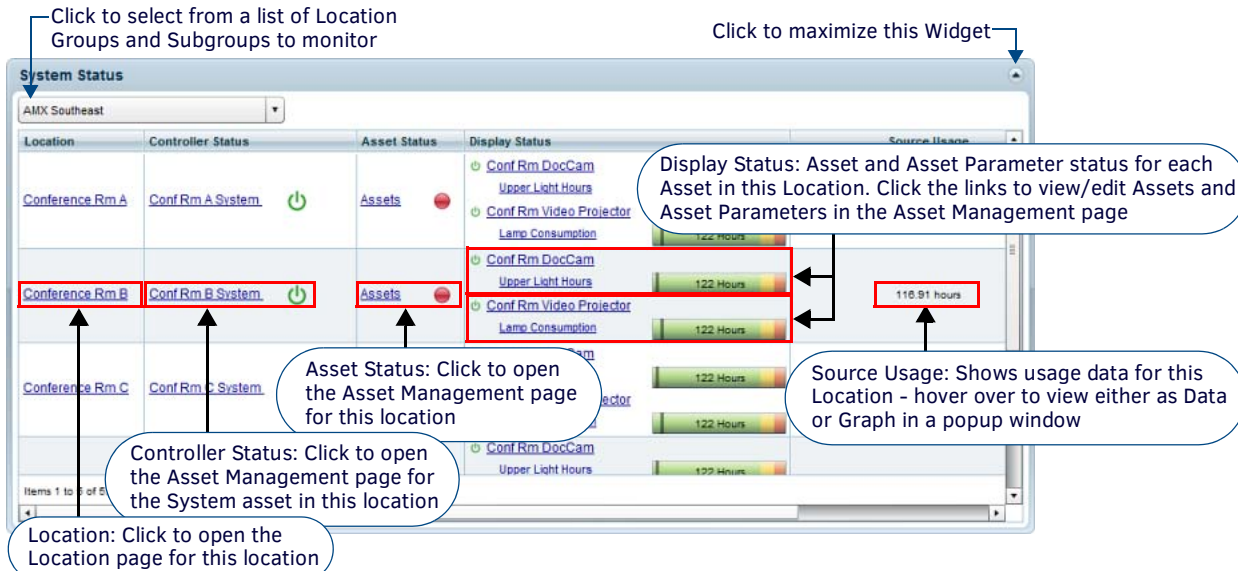 Click to select from a list of Location
Groups and Subgroups to monitor
Click to maximize this Widget
System Status
AMX Southeast
Location Controller Status Asset Status Display Status Source Usage
Conf Rm DocCam
Upper Light Hours
Conference Rm A Conf Rm A System Assets
Conf Rm Video Projector
Lamp Consumption 122 Hours
Display Status: Asset and Asset Parameter status for each
Asset in this Location. Click the links to view/edit Assets and
Asset Parameters in the Asset Management page
Conf Rm DocCam
Upper Light Hours 122 Hours
Conference Rm B Conf Rm B System Assets 116.91 hours
Conf Rm Video Projector
Lamp Consumption 122 Hours
Asset Status: Click to open
the Asset Management page
for this location
Conference Rm C Conf Rm C System 122 Hours
122 Hours
Source Usage: Shows usage data for this
Location - hover over to view either as Data
or Graph in a popup window
Conf Rm DocCam
Upper Light Hours 122 Hours
Controller Status: Click to open
the Asset Management page for
the System asset in this location
Items 1 to of 5
Location: Click to open the
Location page for this location